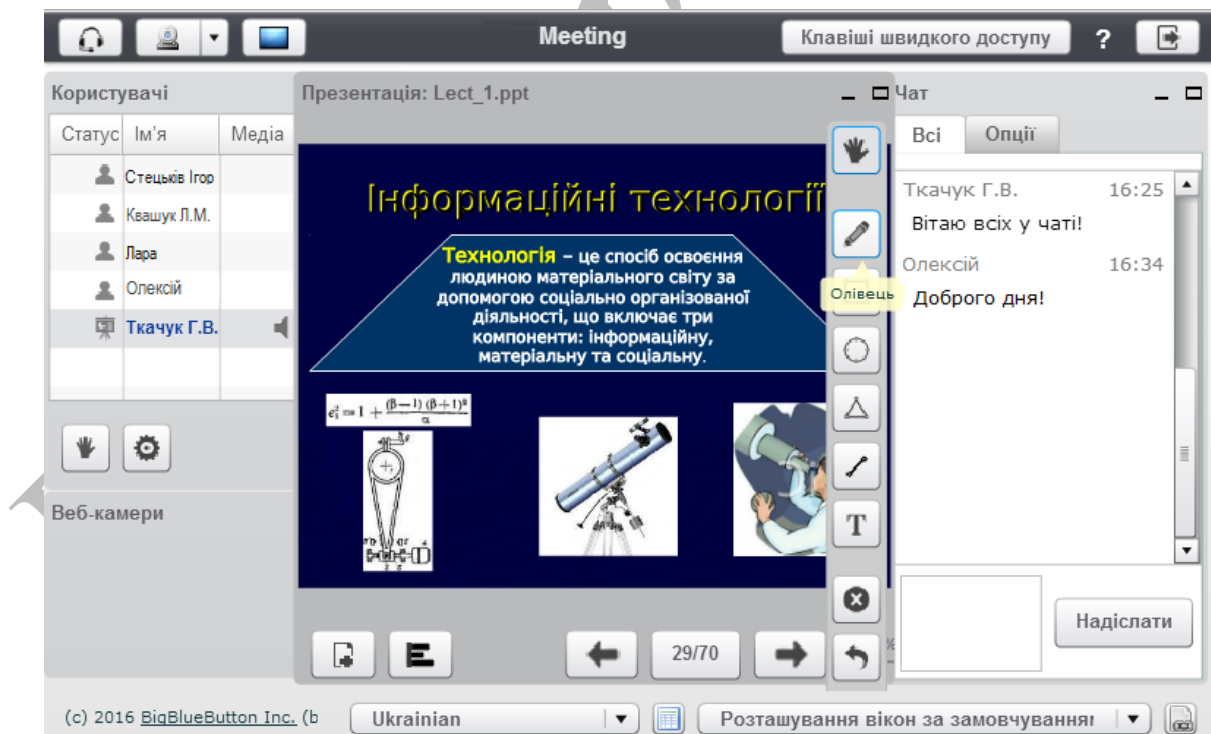 Meeting
Клавіші швидкого доступу
?
Користувачі
Статус Ім'я Медіа
Стецьків Ігор
Квашук Л.М.
Лара
Олексій
Ткачук Г.В.
Веб-камери
Презентація: Lect_1.ppt
Інформаційні технології
Технологія – це спосіб освоєння
людиною матеріального світу за
допомогою соціально організованої
діяльності, що включає три
компоненти: інформаційну,
матеріальну та соціальну.
Олівець
T
29/70
Чат
Всі Опції
Ткачук Г.В. 16:25
Вітаю всіх у чаті!
Олексій 16:34
Доброго дня!
Надіслати
(c) 2016 BigBlueButton Inc. (b
Ukrainian
Розташування вікон за замовчуванням